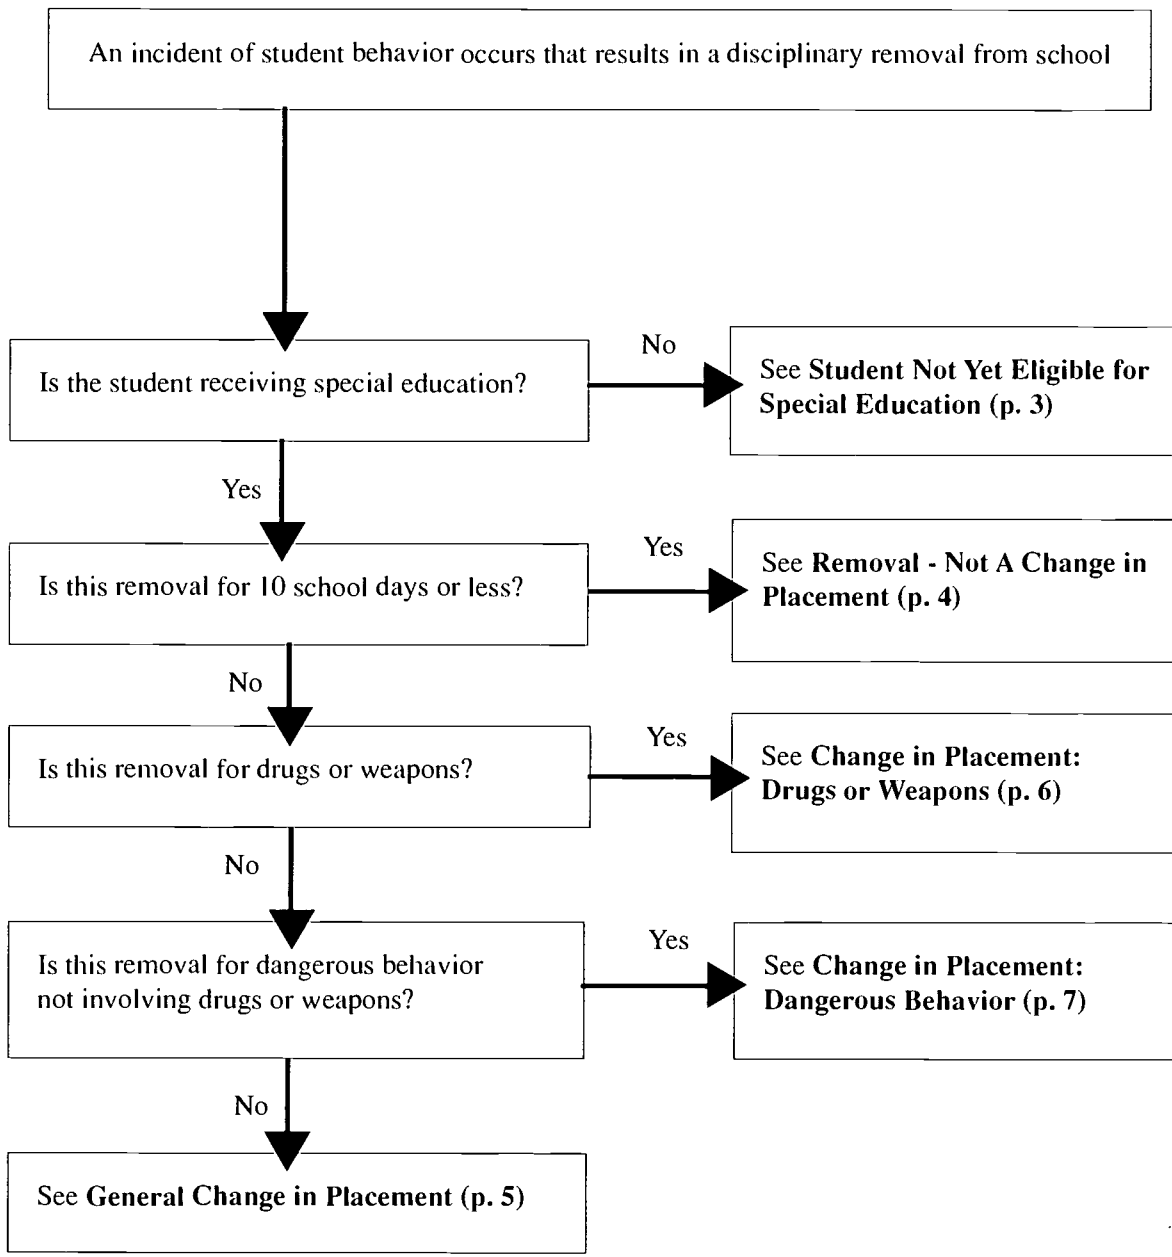 An incident of student behavior occurs that results in a disciplinary removal from school
Is the student receiving special education?
No
See Student Not Yet Eligible for
Special Education (p. 3)
Yes
Is this removal for 10 school days or less?
Yes
See Removal - Not A Change in
Placement (p. 4)
No
Is this removal for drugs or weapons?
Yes
See Change in Placement:
Drugs or Weapons (p. 6)
No
Is this removal for dangerous behavior
not involving drugs or weapons?
Yes
See Change in Placement:
Dangerous Behavior (p. 7)
No
See General Change in Placement (p. 5)